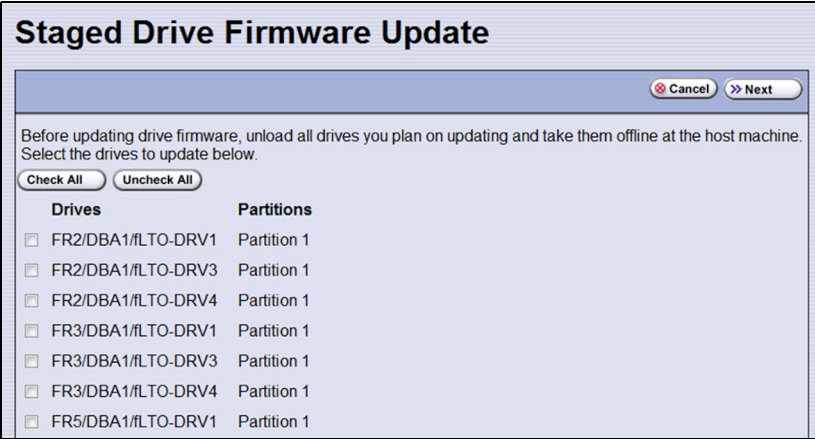 Staged Drive Firmware Update
Cancel Next
Before updating drive firmware, unload all drives you plan on updating and take them offline at the host machine.
Select the drives to update below.
Check All Uncheck All
Drives Partitions
FR2/DBA1/fLTO-DRV1 Partition 1
FR2/DBA1/fLTO-DRV3 Partition 1
FR2/DBA1/fLTO-DRV4 Partition 1
FR3/DBA1/fLTO-DRV1 Partition 1
FR3/DBA1/fLTO-DRV3 Partition 1
FR3/DBA1/fLTO-DRV4 Partition 1
FR5/DBA1/fLTO-DRV1 Partition 1